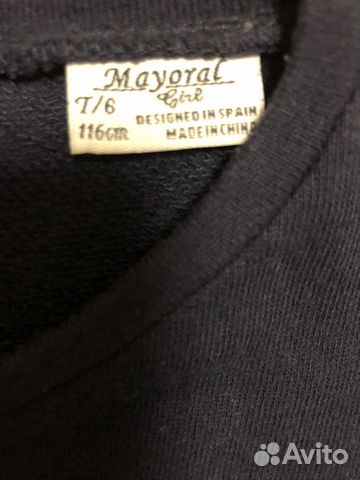 Mayoral
T/6 Girl
DESIGNED IN SPAIN
116cm MADE IN CHINA
Avito